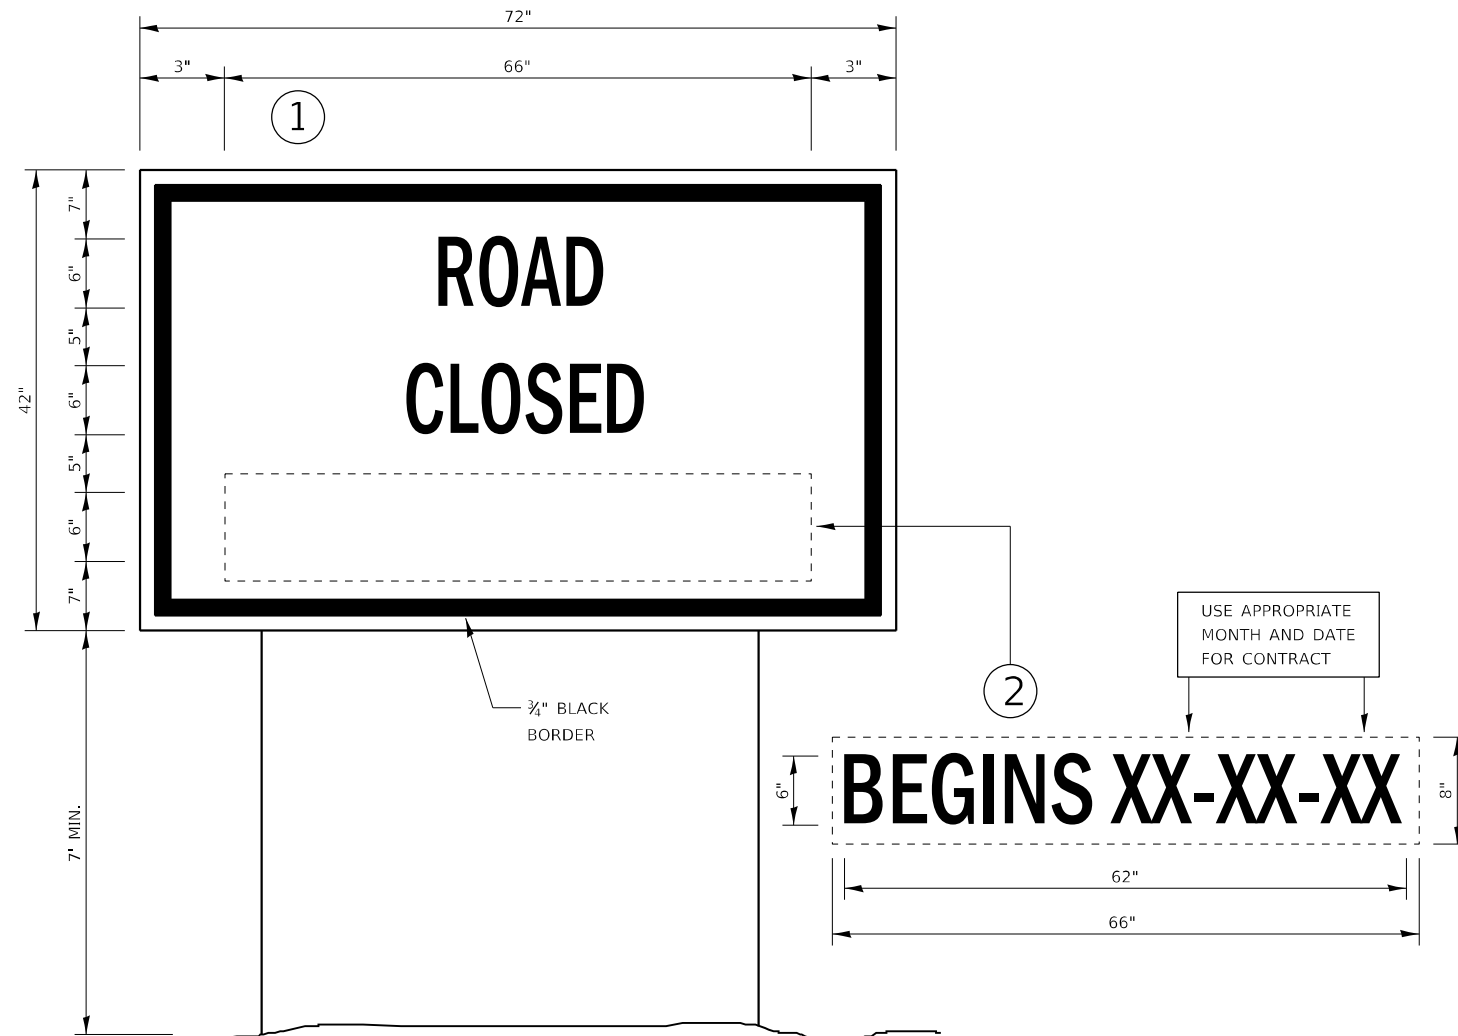 72"
3" 66" 3"
1
7"
6"
5"
6"
5"
6"
7"
42"
ROAD
CLOSED
7' MIN.
¾" BLACK
BORDER
2
USE APPROPRIATE
MONTH AND DATE
FOR CONTRACT
BEGINS XX-XX-XX
6"
8"
62"
66"